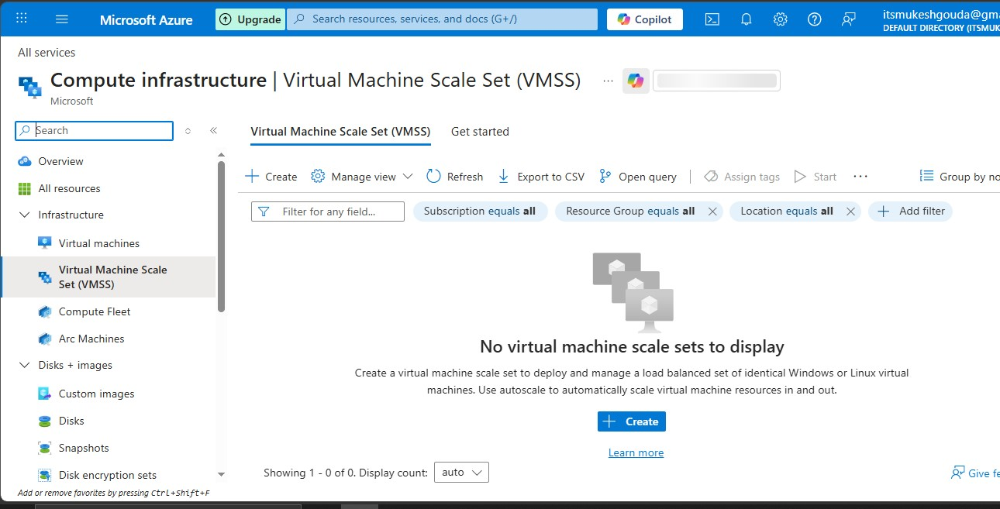 Microsoft Azure
Upgrade
Search resources, services, and docs (G+/)
Copilot
itsmukeshgouda@gma
DEFAULT DIRECTORY (ITSMUK
All services
Compute infrastructure | Virtual Machine Scale Set (VMSS)
...
Microsoft
Search
Overview
All resources
Infrastructure
Virtual machines
Virtual Machine Scale
Set (VMSS)
Compute Fleet
Arc Machines
Disks + images
Custom images
Disks
Snapshots
Disk encryption sets
Add or remove favorites by pressing Ctrl+Shift+F
Virtual Machine Scale Set (VMSS) Get started
Create Manage view Refresh Export to CSV Open query Assign tags Start ... Group by no
Filter for any field... Subscription equals all Resource Group equals all Location equals all Add filter
No virtual machine scale sets to display
Create a virtual machine scale set to deploy and manage a load balanced set of identical Windows or Linux virtual
machines. Use autoscale to automatically scale virtual machine resources in and out.
Create
Learn more
Showing 1 - 0 of 0. Display count: auto
Give fe